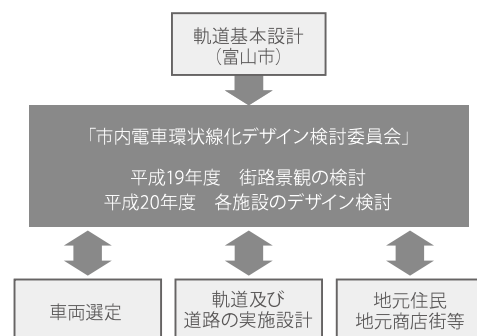 軌道基本設計
（富山市）
「市内電車環状線化デザイン検討委員会」
平成19年度　街路景観の検討
平成20年度　各施設のデザイン検討
車両選定
軌道及び
道路の実施設計
地元住民
地元商店街等